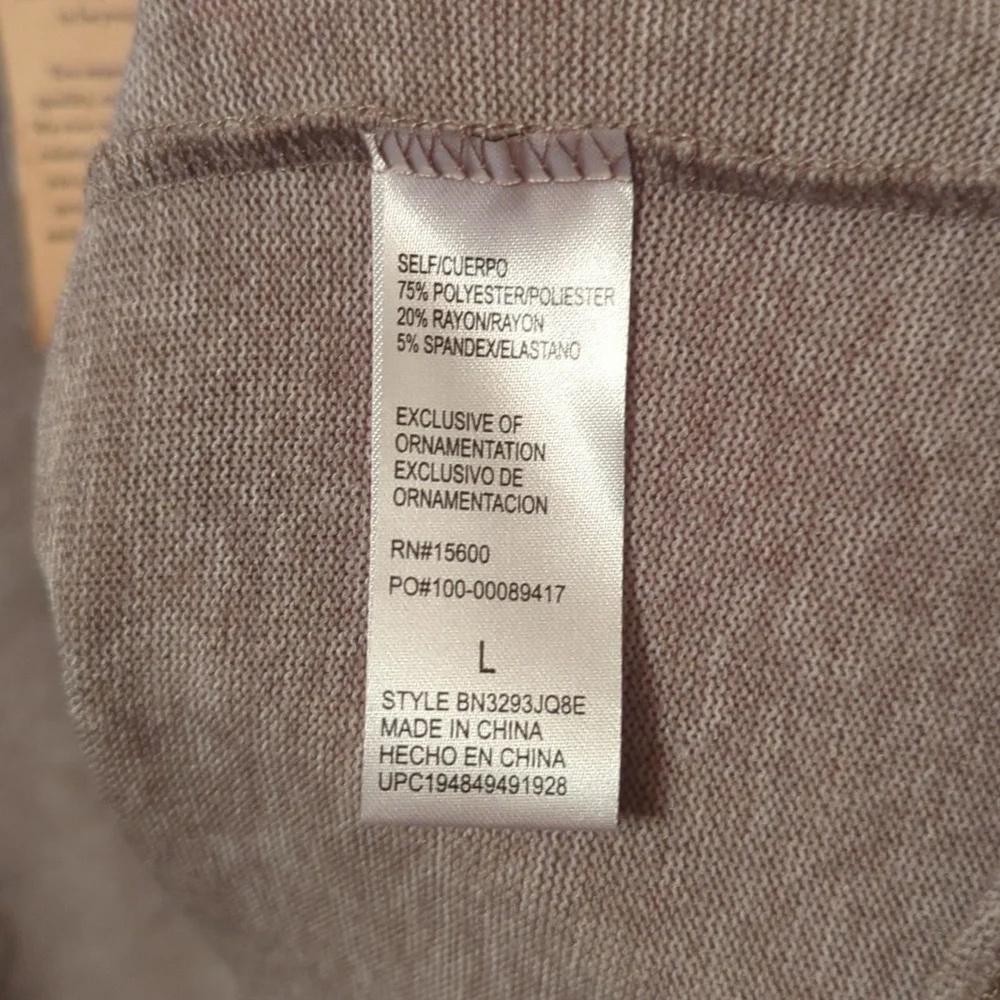 SELF/CUERPO
75% POLYESTER/POLIESTER
20% RAYON/RAYON
5% SPANDEX/ELASTANO
EXCLUSIVE OF
ORNAMENTATION
EXCLUSIVO DE
ORNAMENTACION
RN#15600
PO#100-00089417
L
STYLE BN3293JQ8E
MADE IN CHINA
HECHO EN CHINA
UPC194849491928